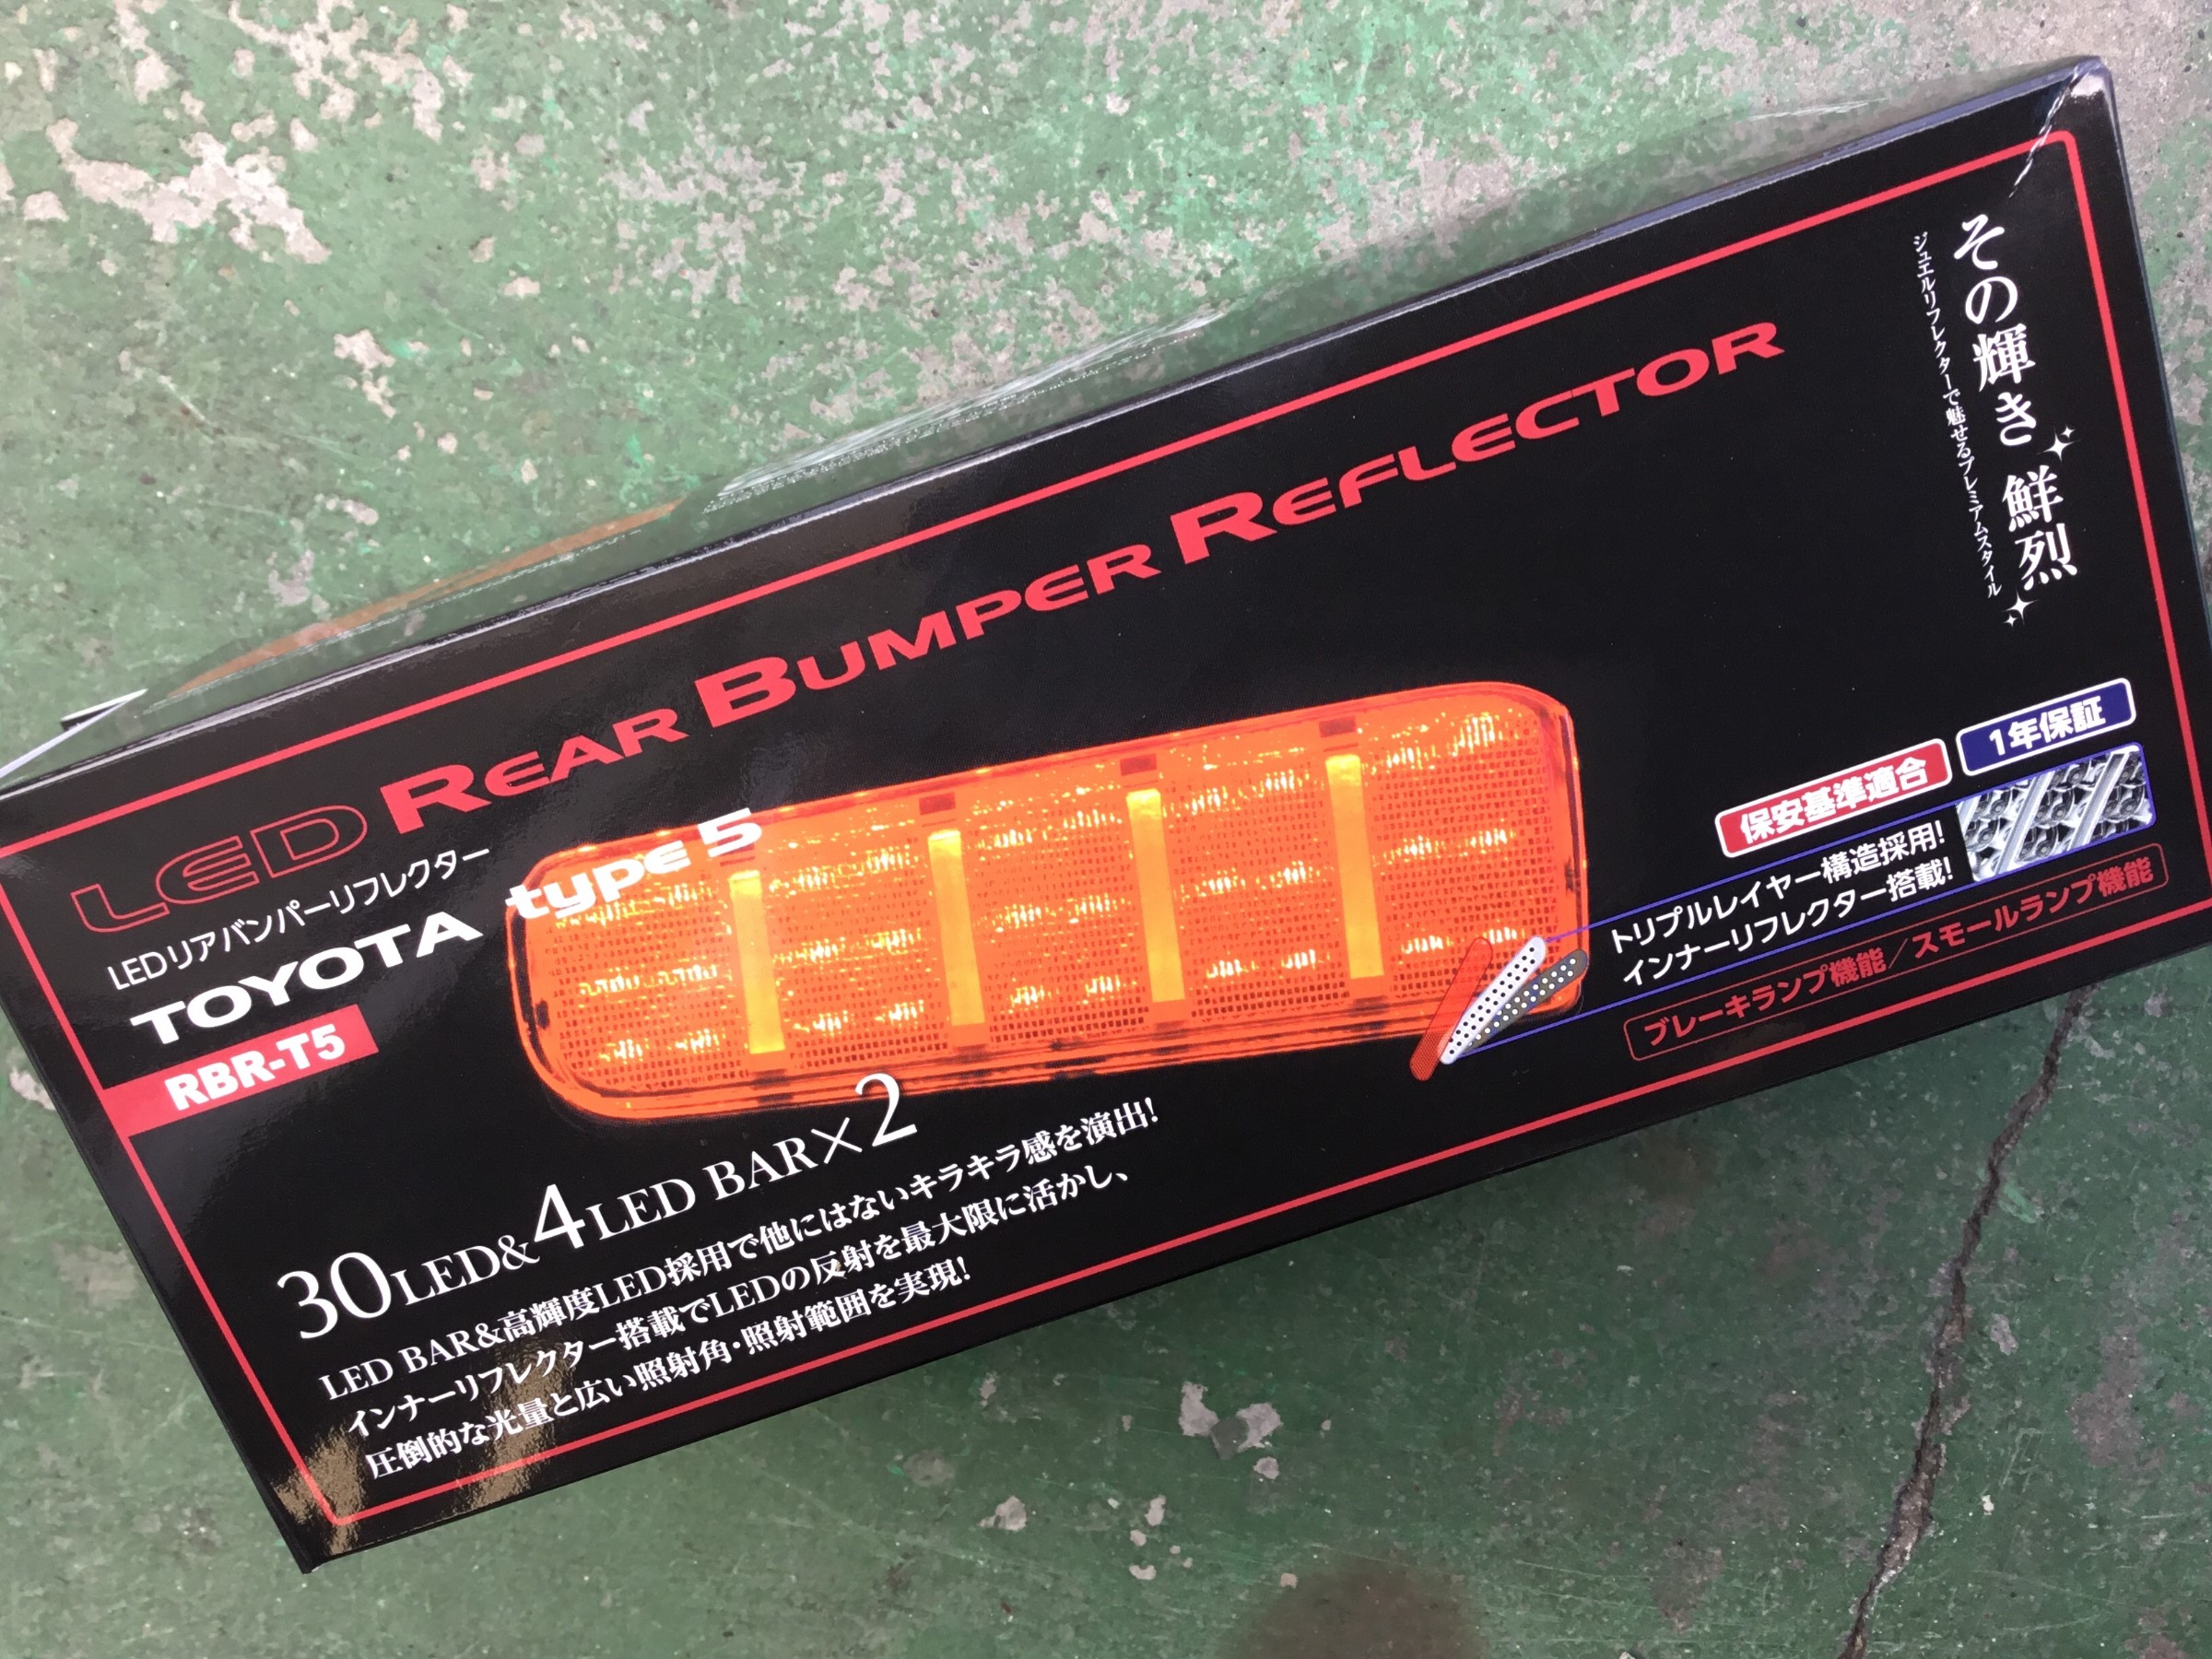 LED REAR BUMPER REFLECTOR
LEDリアバンパーリフレクター
TOYOTA type 5
RBR-T5
その輝き 鮮烈
ジュエルリフレクターで魅せるプレミアムスタイル
保安基準適合
1年保証
トリプルレイヤー構造採用!
インナーリフレクター搭載!
ブレーキランプ機能/スモールランプ機能
30LED&4LED BAR×2
LED BAR&高輝度LED採用で他にはないキラキラ感を演出!
インナーリフレクター搭載でLEDの反射を最大限に活かし、
圧倒的な光量と広い照射角・照射範囲を実現!